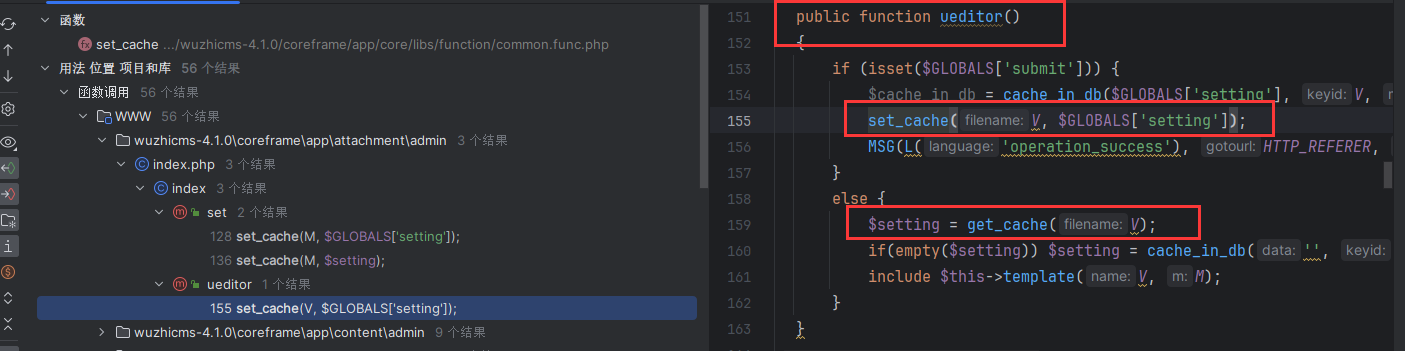 函数
set_cache .../wuzhicms-4.1.0/coreframe/app/core/libs/function/common.func.php
用法 位置 项目和库 56 个结果
函数调用 56 个结果
WWW 56 个结果
wuzhicms-4.1.0\coreframe\app\attachment\admin 3 个结果
index.php 3 个结果
index 3 个结果
set 2 个结果
128 set_cache(M, $GLOBALS['setting']);
136 set_cache(M, $setting);
ueditor 1 个结果
155 set_cache(V, $GLOBALS['setting']);
wuzhicms-4.1.0\coreframe\app\content\admin 9 个结果
151 public function ueditor()
152 {
153 if (isset($GLOBALS['submit'])) {
154 $cache_in_db = cache_in_db($GLOBALS['setting'], keyid: V,
155 set_cache( filename: V, $GLOBALS['setting']);
156 MSG(L( language: 'operation_success'), gotourl: HTTP_REFERER,
157 }
158 else {
159 $setting = get_cache( filename: V);
160 if(empty($setting)) $setting = cache_in_db( data: '', keyid:
161 include $this->template( name: V, m: M);
162 }
163 }